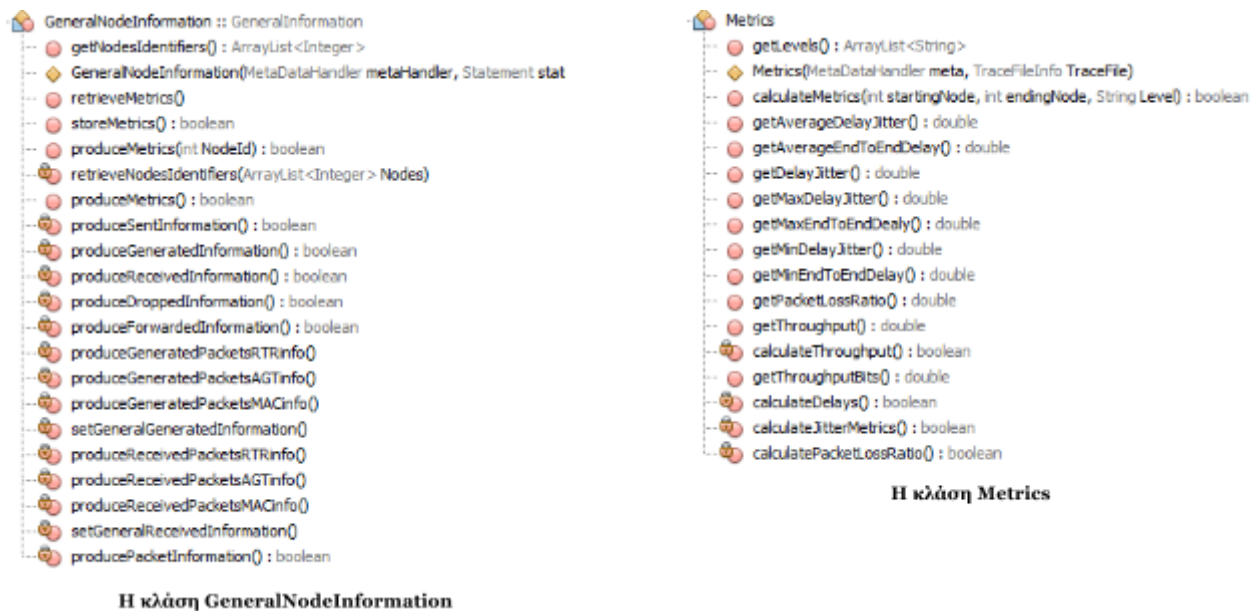 GeneralNodeInformation :: GeneralInformation
getNodesIdentifiers() : ArrayList<Integer>
GeneralNodeInformation(MetaDataHandler metaHandler, Statement stat
retrieveMetrics()
storeMetrics() : boolean
produceMetrics(int NodeId) : boolean
retrieveNodesIdentifiers(ArrayList<Integer> Nodes)
produceMetrics() : boolean
produceSentInformation() : boolean
produceGeneratedInformation() : boolean
produceReceivedInformation() : boolean
produceDroppedInformation() : boolean
produceForwardedInformation() : boolean
produceGeneratedPacketsRTRinfo()
produceGeneratedPacketsAGTinfo()
produceGeneratedPacketsMACinfo()
setGeneralGeneratedInformation()
produceReceivedPacketsRTRinfo()
produceReceivedPacketsAGTinfo()
produceReceivedPacketsMACinfo()
setGeneralReceivedInformation()
producePacketInformation() : boolean
Η κλάση GeneralNodeInformation
Metrics
getLevels() : ArrayList<String>
Metrics(MetaDataHandler meta, TraceFileInfo TraceFile)
calculateMetrics(int startingNode, int endingNode, String Level) : boolean
getAverageDelayJitter() : double
getAverageEndToEndDelay() : double
getDelayJitter() : double
getMaxDelayJitter() : double
getMaxEndToEndDealy() : double
getMinDelayJitter() : double
getMinEndToEndDelay() : double
getPacketLossRatio() : double
getThroughput() : double
calculateThroughput() : boolean
getThroughputBits() : double
calculateDelays() : boolean
calculateJitterMetrics() : boolean
calculatePacketLossRatio() : boolean
Η κλάση Metrics